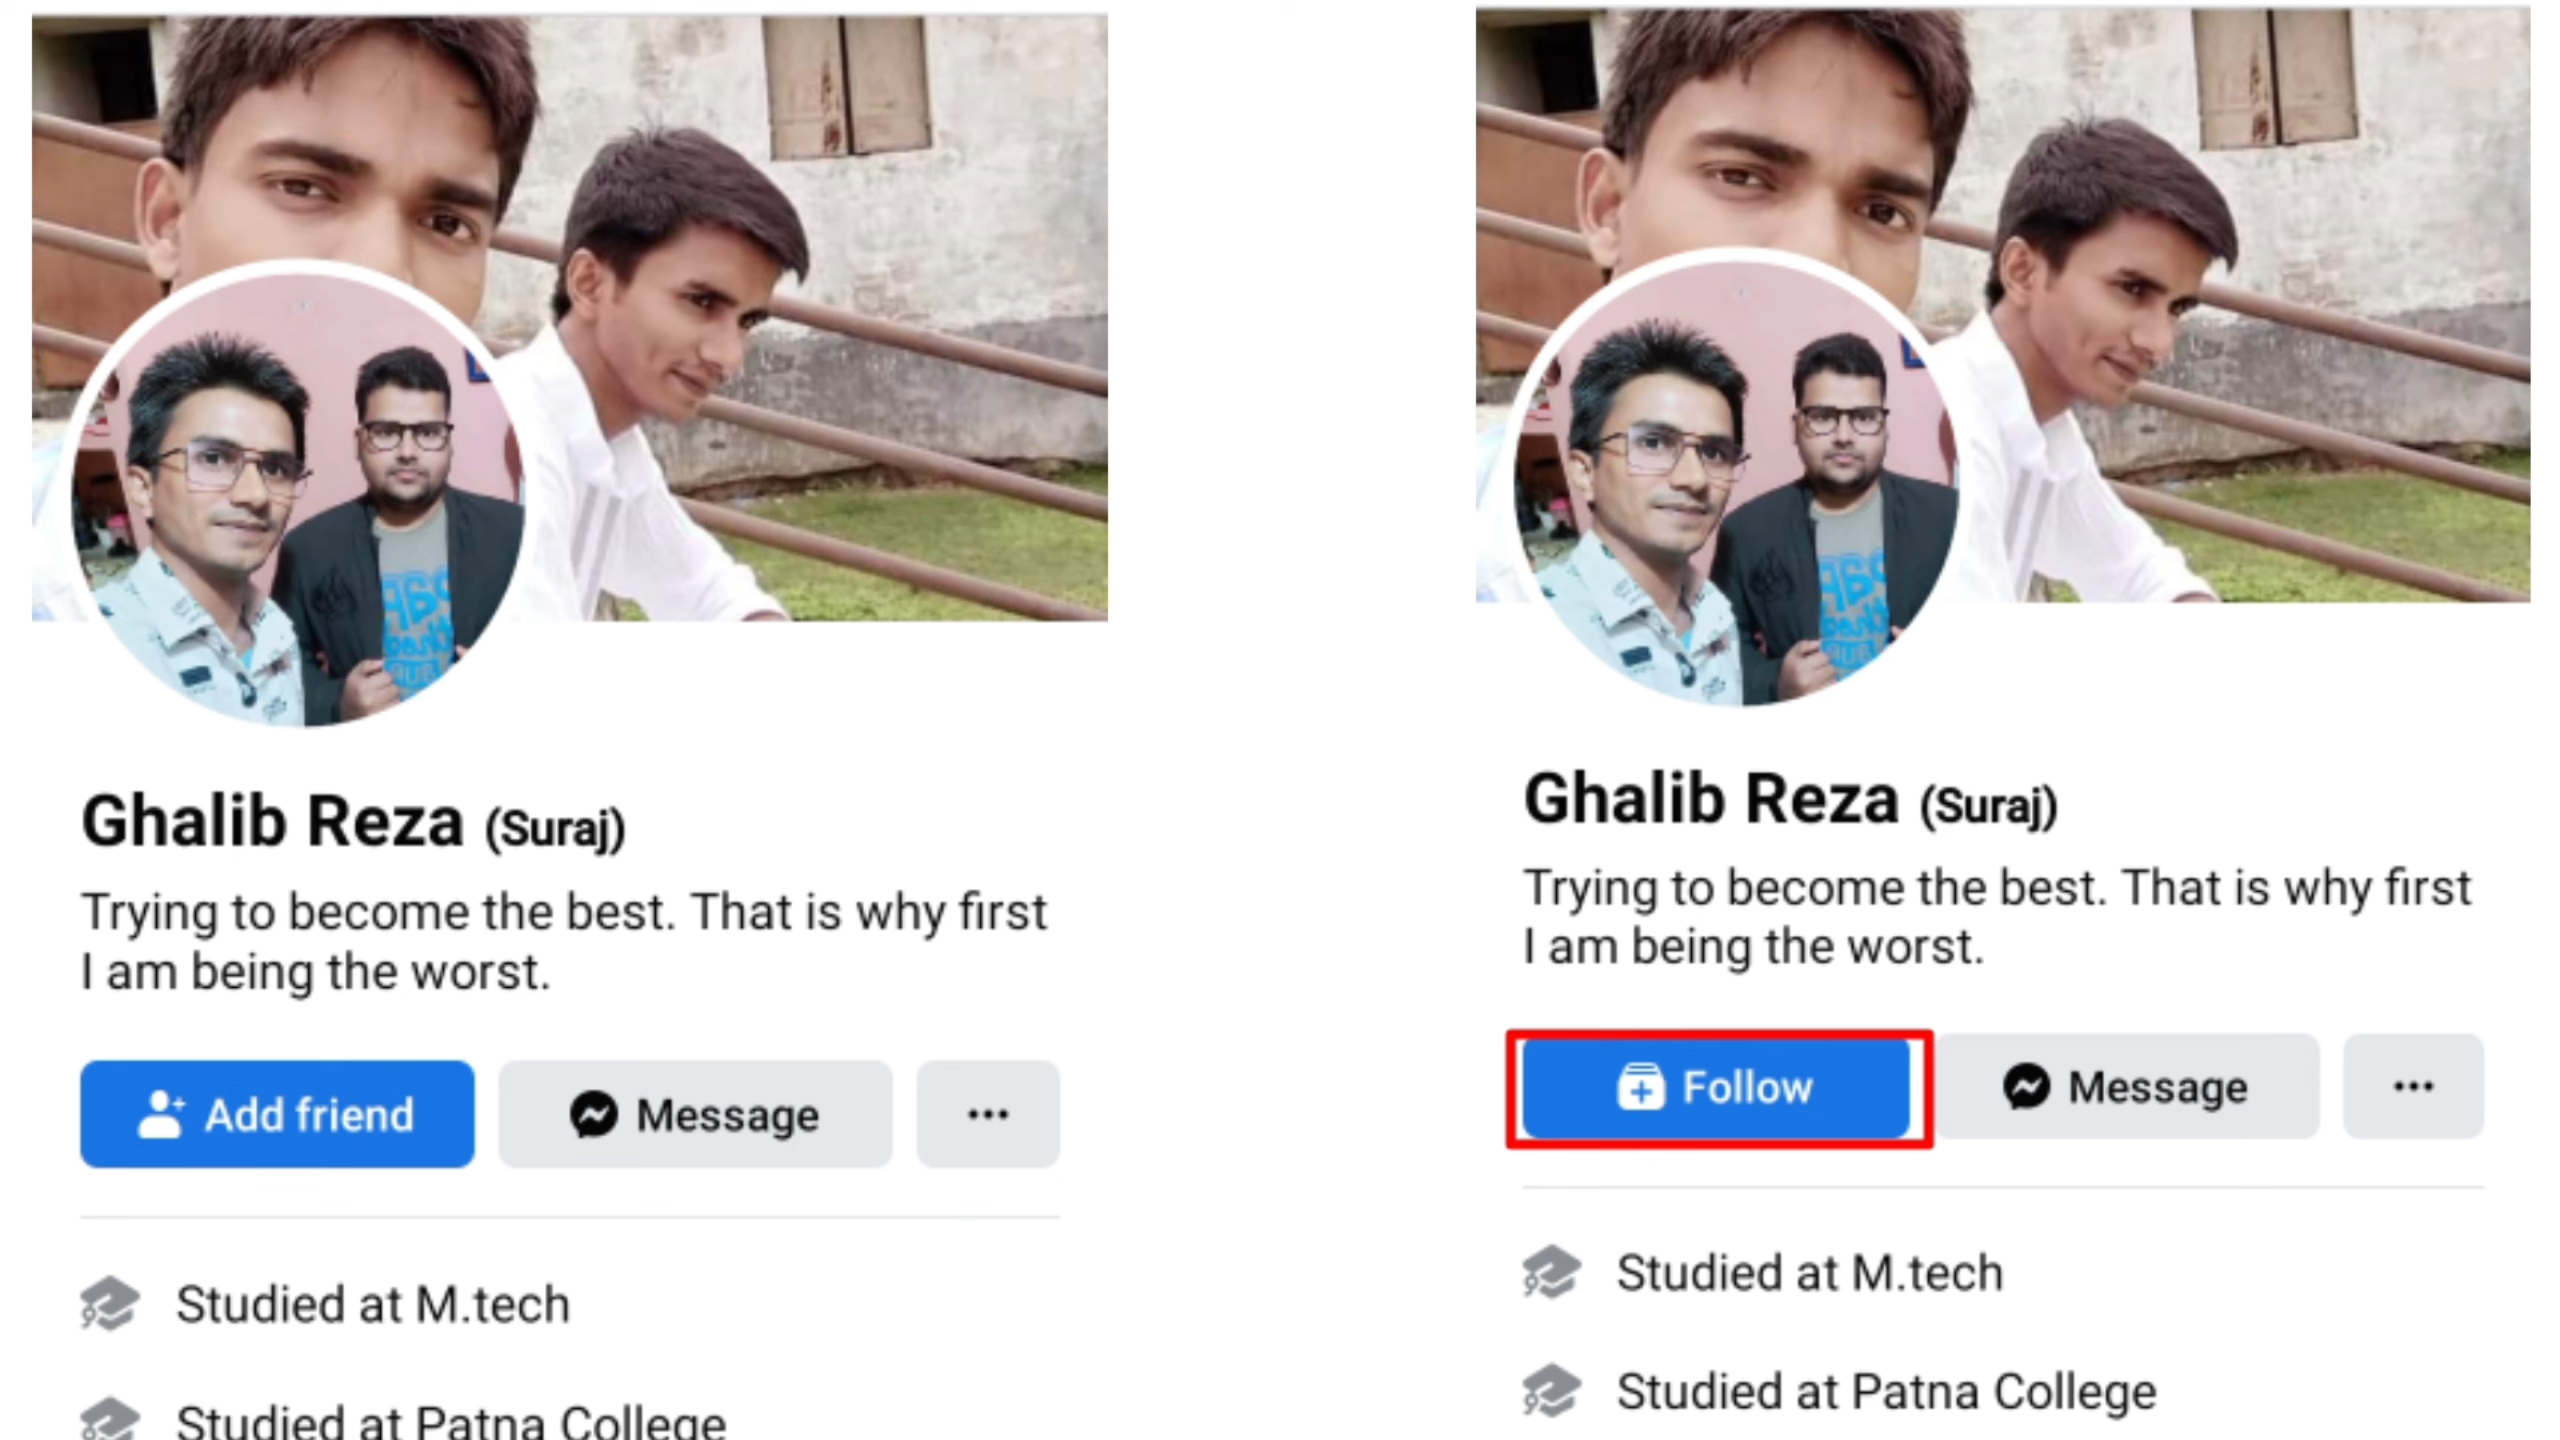 Ghalib Reza (Suraj)
Trying to become the best. That is why first
I am being the worst.
Add friend
Message
Studied at M.tech
Studied at Patna College
Ghalib Reza (Suraj)
Trying to become the best. That is why first
I am being the worst.
Follow
Message
Studied at M.tech
Studied at Patna College